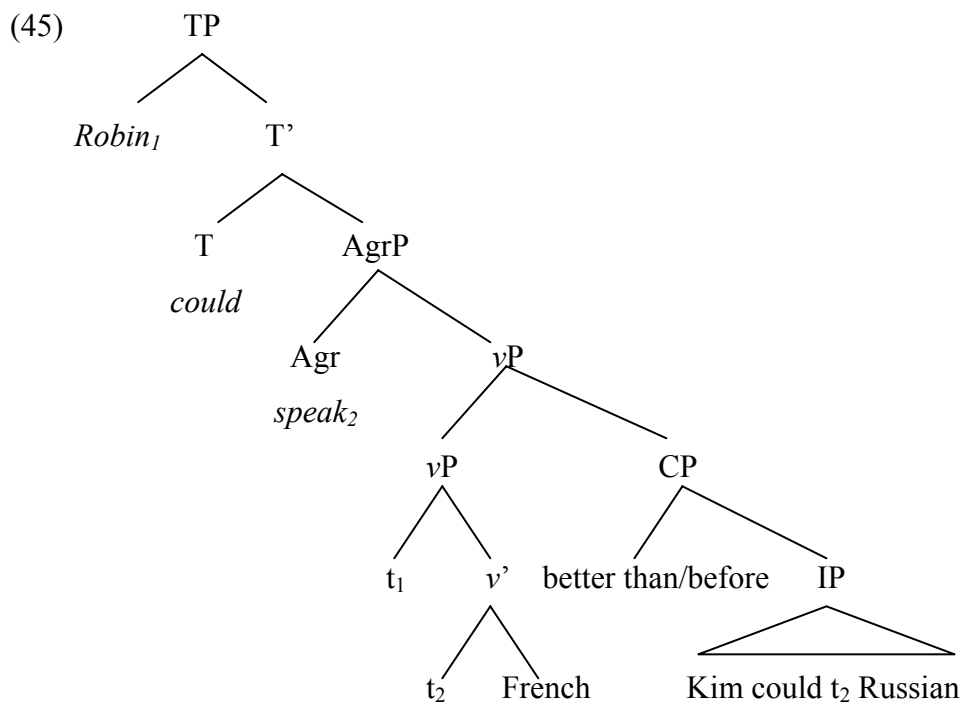 (45) TP
Robin₁ T’
T AgrP
could
Agr vP
speak₂
vP CP
t₁ v’ better than/before IP
t₂ French Kim could t₂ Russian